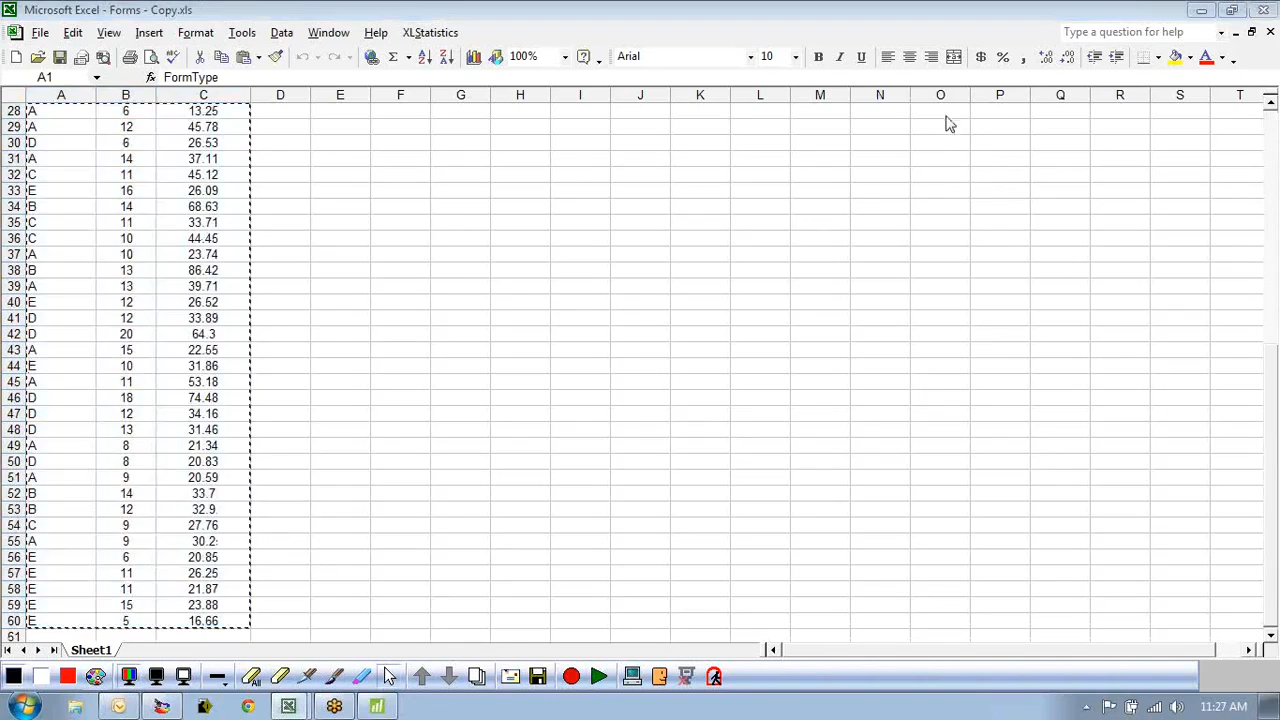 Microsoft Excel - Forms - Copy.xls
File Edit View Insert Format Tools Data Window Help XLStatistics
Type a question for help
100% Arial 10 B I U $ % ,
A1 fx FormType
A B C D E F G H I J K L M N O P Q R S T
28 A 6 13.25
29 A 12 45.78
30 D 6 26.53
31 A 14 37.11
32 C 11 45.12
33 E 16 26.09
34 B 14 68.63
35 C 11 33.71
36 C 10 44.45
37 A 10 23.74
38 B 13 86.42
39 A 13 39.71
40 E 12 26.52
41 D 12 33.89
42 D 20 64.3
43 A 15 22.55
44 E 10 31.86
45 A 11 53.18
46 D 18 74.48
47 D 12 34.16
48 D 13 31.46
49 A 8 21.34
50 D 8 20.83
51 A 9 20.59
52 B 14 33.7
53 B 12 32.9
54 C 9 27.76
55 A 9 30.2
56 E 6 20.85
57 E 11 26.25
58 E 11 21.87
59 E 15 23.88
60 E 5 16.66
61
Sheet1
All
11:27 AM